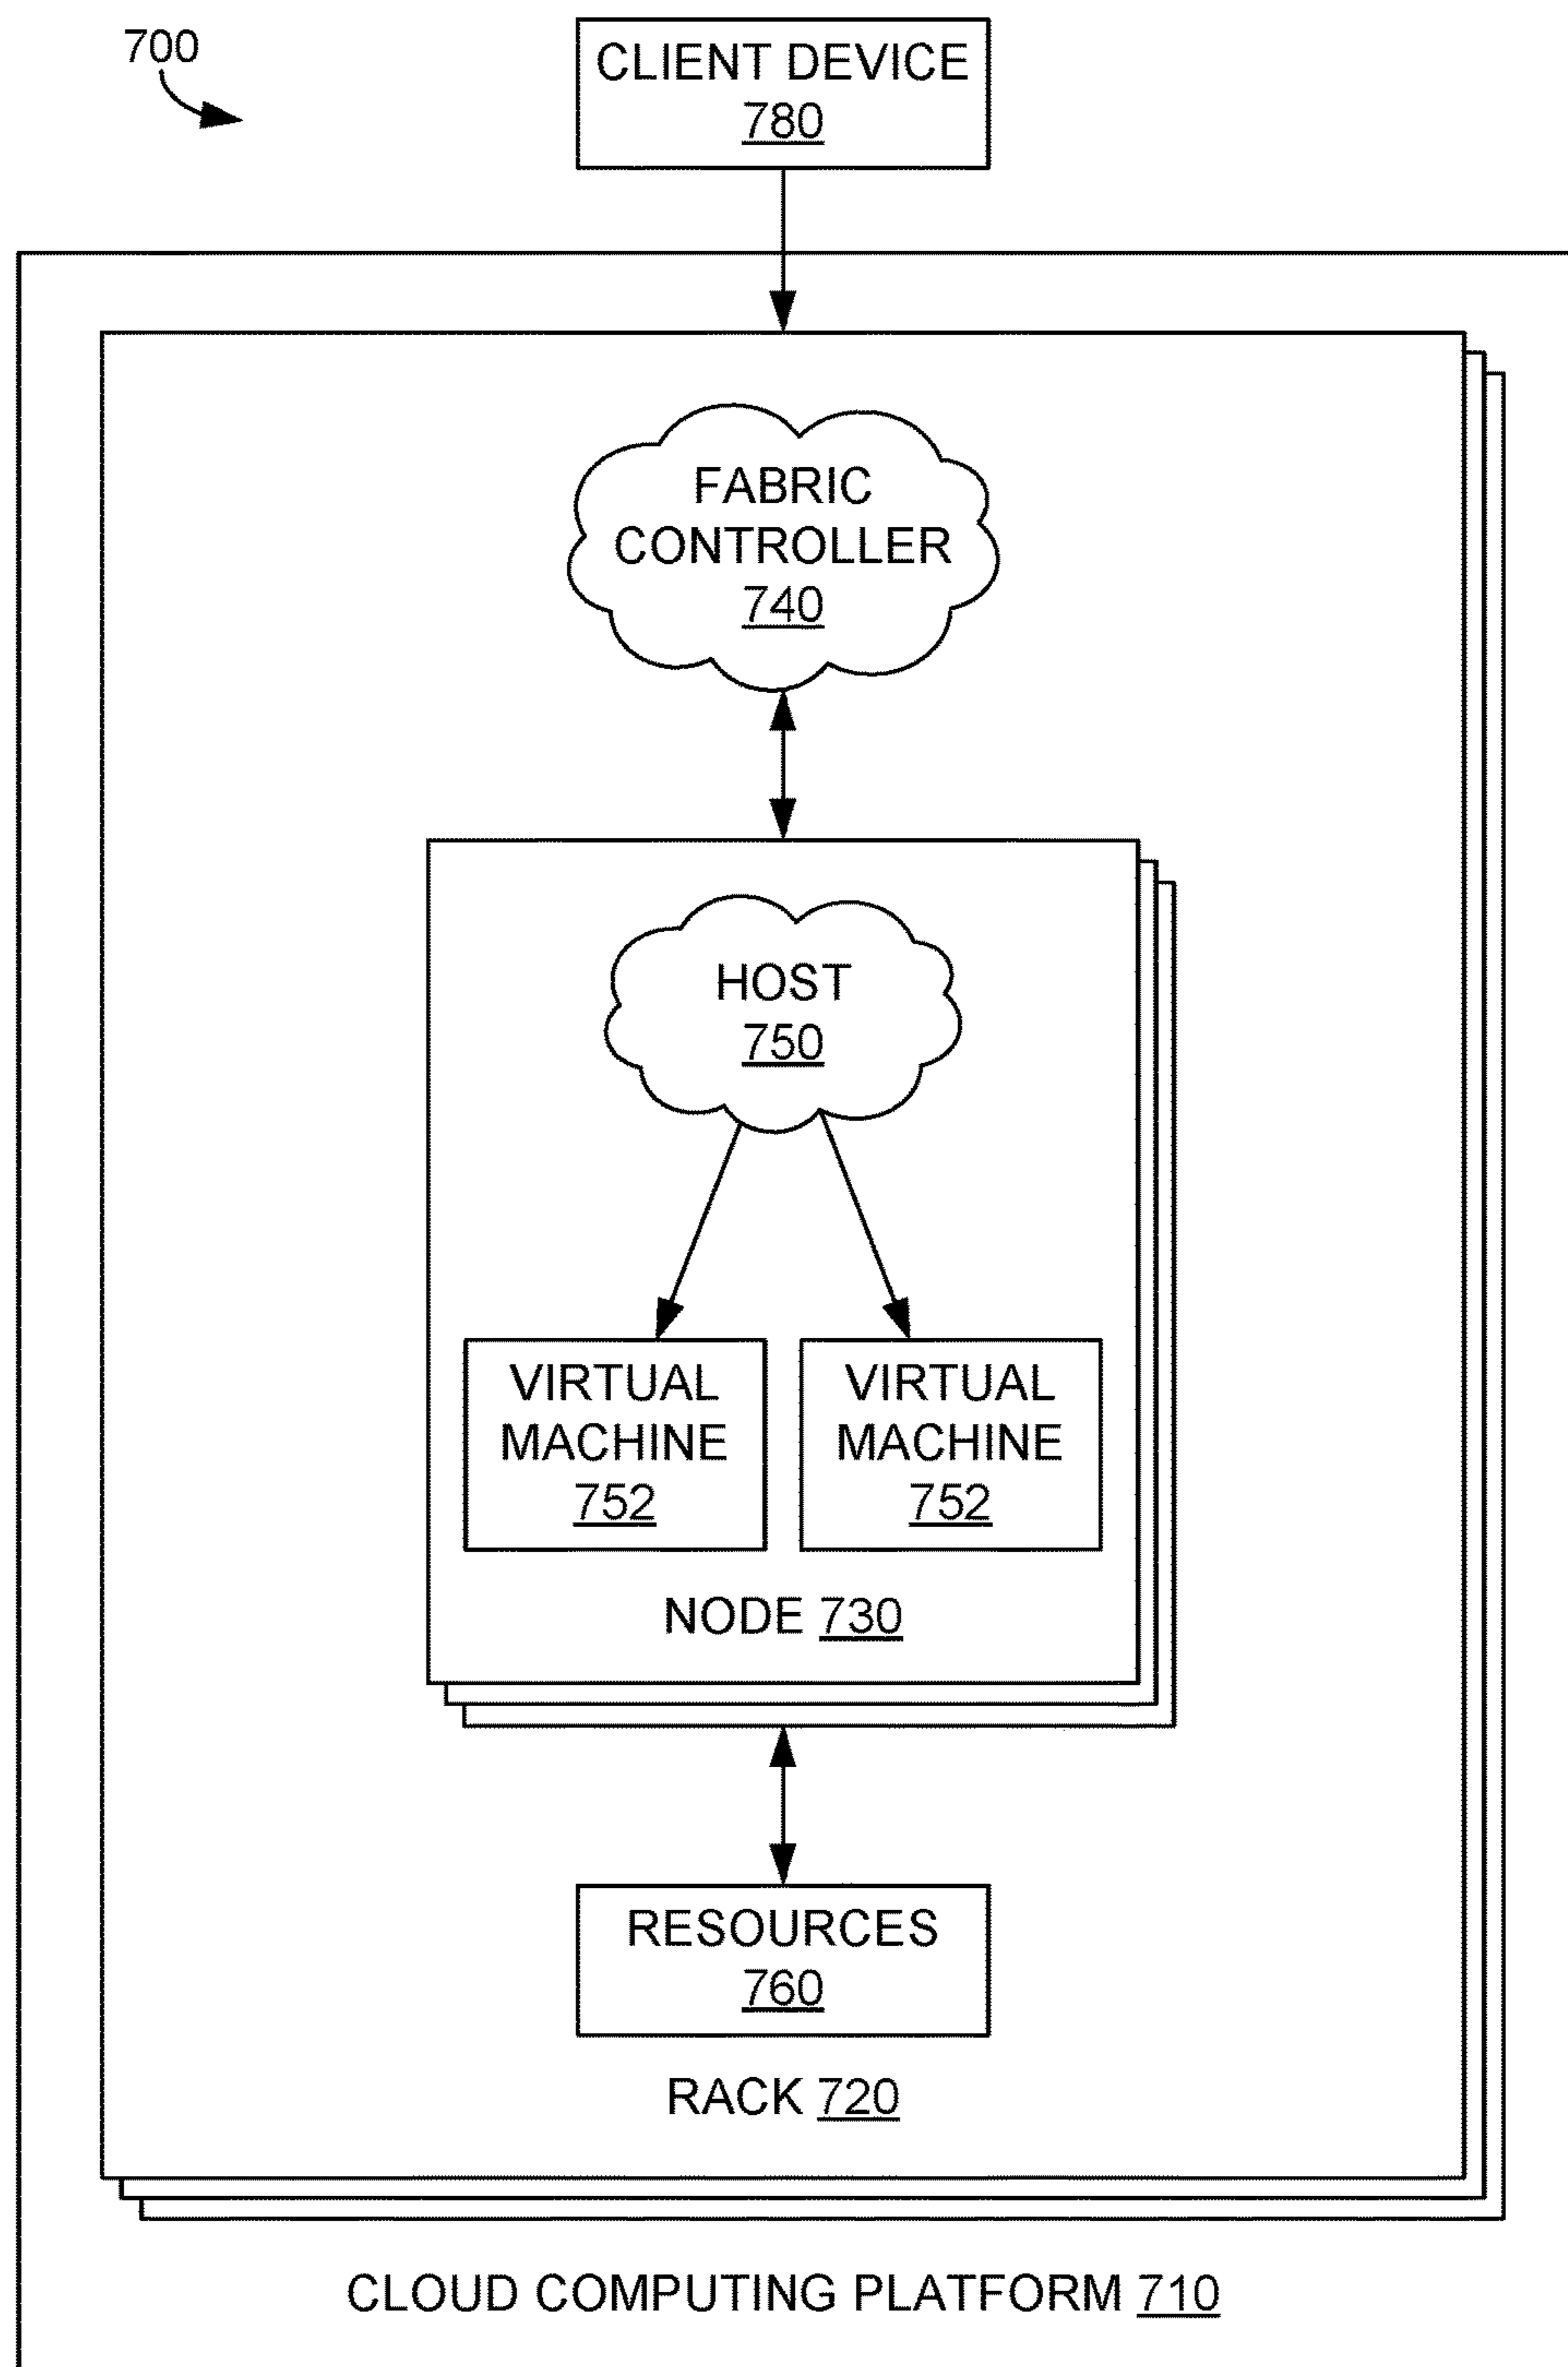 700
CLIENT DEVICE
780
FABRIC
CONTROLLER
740
HOST
750
VIRTUAL
MACHINE
752
VIRTUAL
MACHINE
752
NODE 730
RESOURCES
760
RACK 720
CLOUD COMPUTING PLATFORM 710